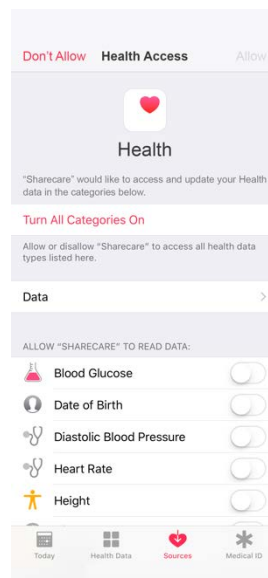 Don't Allow Health Access Allow
Health
"Sharecare" would like to access and update your Health
data in the categories below.
Turn All Categories On
Allow or disallow "Sharecare" to access all health data
types listed here.
Data
ALLOW "SHARECARE" TO READ DATA:
Blood Glucose
Date of Birth
Diastolic Blood Pressure
Heart Rate
Height
Today Health Data Sources Medical ID